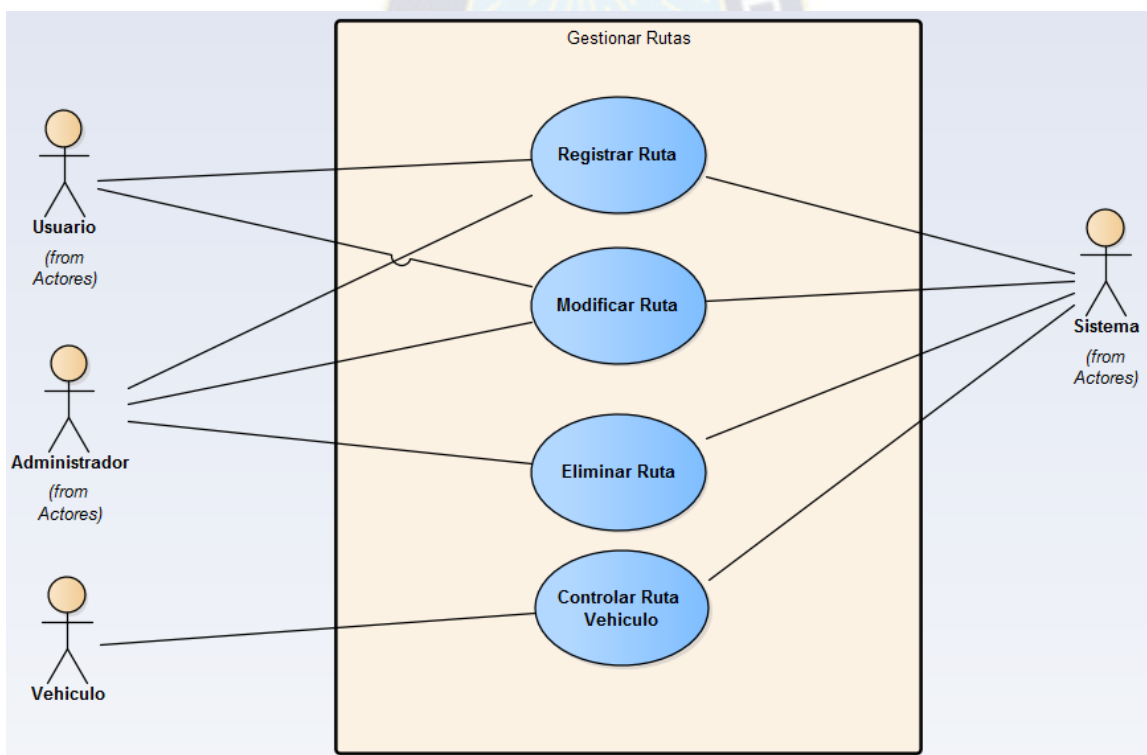 Gestionar Rutas
Usuario
(from
Actores)
Administrador
(from
Actores)
Vehiculo
Registrar Ruta
Modificar Ruta
Eliminar Ruta
Controlar Ruta
Vehiculo
Sistema
(from
Actores)